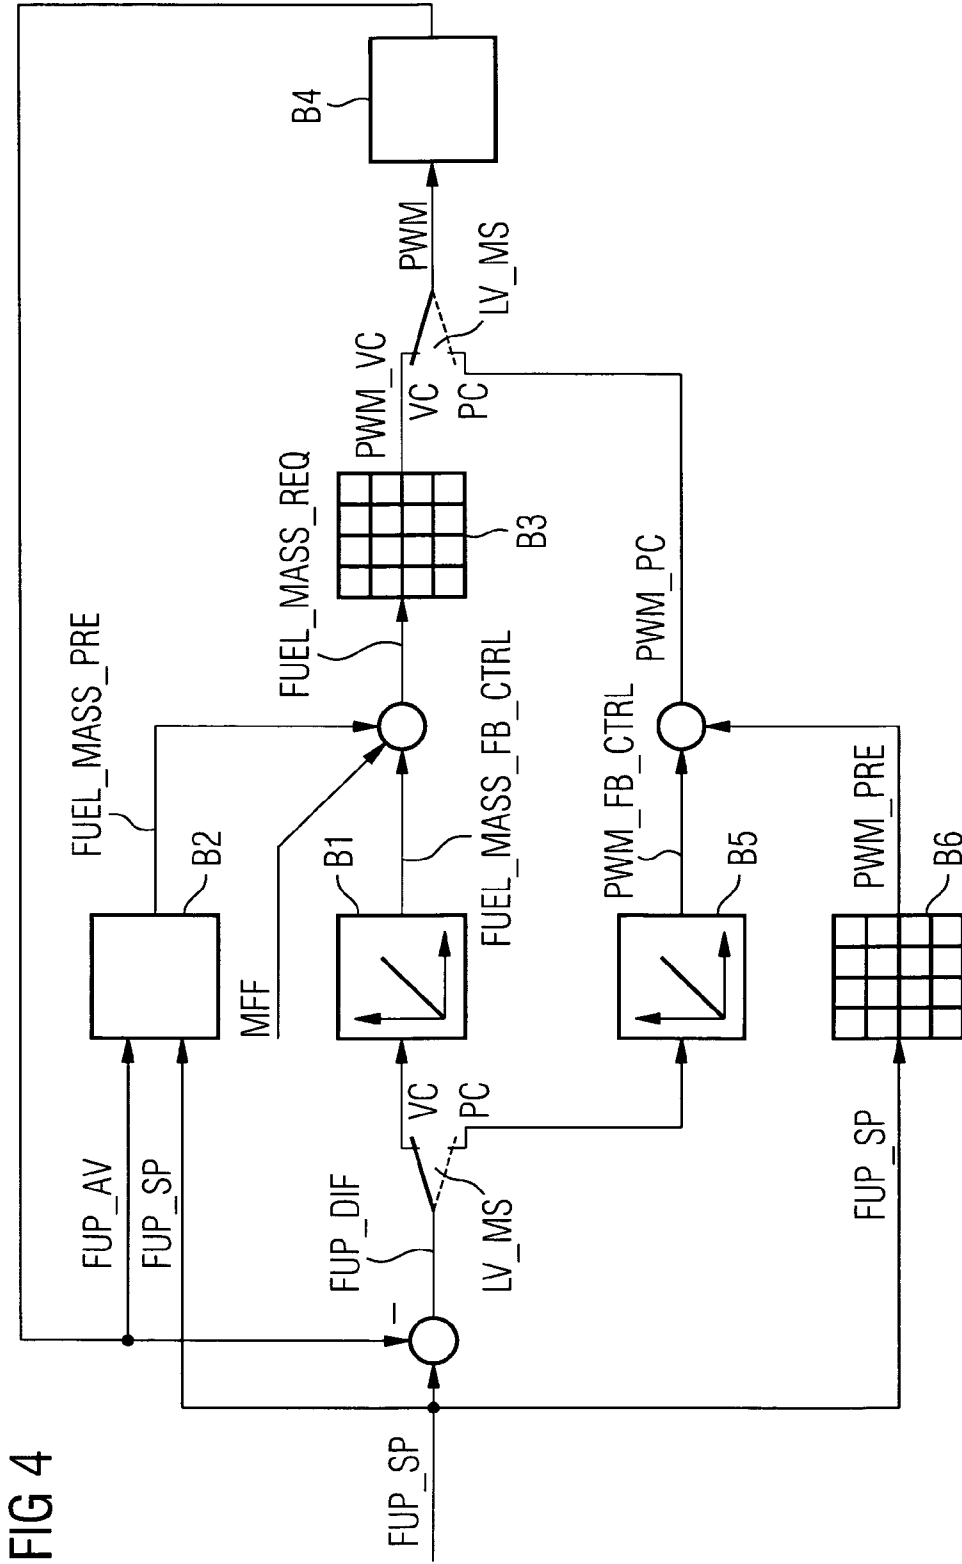 FIG 4
FUP_SP
FUP_AV
FUP_SP
FUP_DIF
–
LV_MS
VC
PC
MFF
B2
FUEL_MASS_PRE
B1
FUEL_MASS_FB_CTRL
FUEL_MASS_REQ
B3
PWM_VC
VC
PC
LV_MS
PWM
B4
B5
PWM_FB_CTRL
PWM_PC
FUP_SP
B6
PWM_PRE